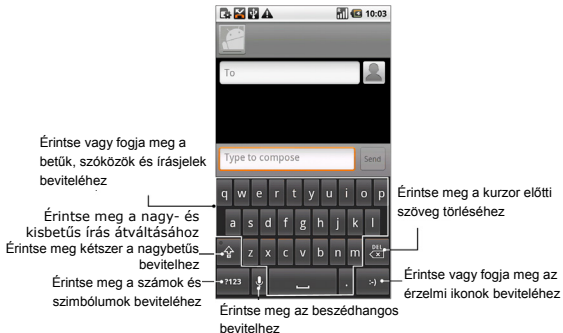 10:03
To
Type to compose
Send
Érintse vagy fogja meg a
betűk, szóközök és írásjelek
beviteléhez
q w e r t y u i o p
Érintse meg a kurzor előtti
szöveg törléséhez
Érintse meg a nagy- és
kisbetűs írás átváltásához
a s d f g h j k l
Érintse meg kétszer a nagybetűs
bevitelhez
z x c v b n m DEL
Érintse meg a számok és
szimbólumok beviteléhez
?123 . :-)
Érintse vagy fogja meg az
érzelmi ikonok beviteléhez
Érintse meg az beszédhangos
bevitelhez